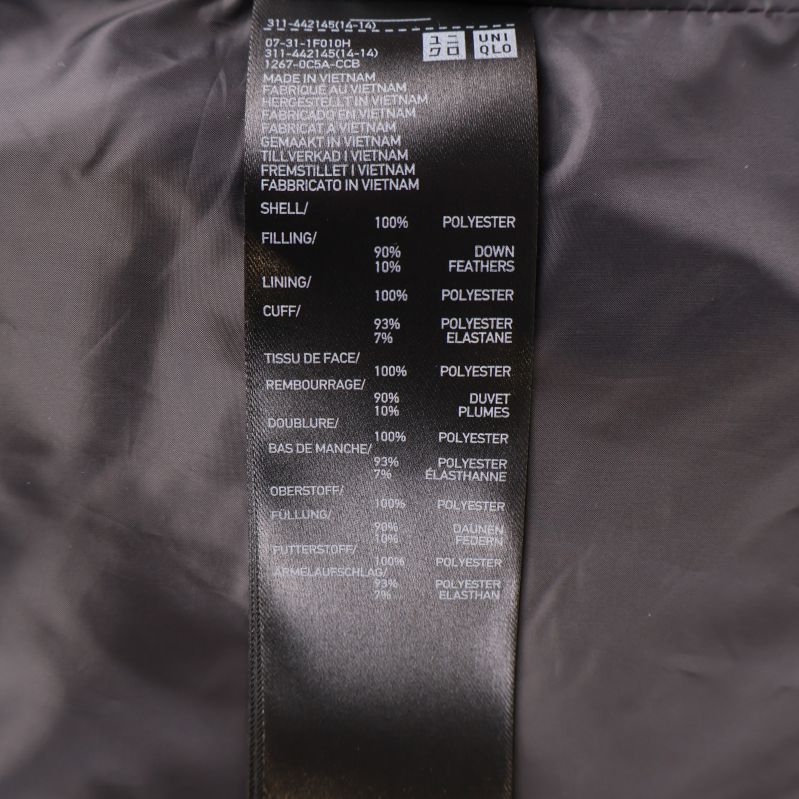 311-442145(14-14)
ユニ UNI
クロ QLO
07-31-1F010H
311-442145(14-14)
1267-0C5A-CCB
MADE IN VIETNAM
FABRIQUÉ AU VIETNAM
HERGESTELLT IN VIETNAM
FABRICADO EN VIETNAM
FABRICAT A VIETNAM
GEMAAKT IN VIETNAM
TILLVERKAD I VIETNAM
FREMSTILLET I VIETNAM
FABBRICATO IN VIETNAM
SHELL/
100% POLYESTER
FILLING/
90% DOWN
10% FEATHERS
LINING/
100% POLYESTER
CUFF/
93% POLYESTER
7% ELASTANE
TISSU DE FACE/
100% POLYESTER
REMBOURRAGE/
90% DUVET
10% PLUMES
DOUBLURE/
100% POLYESTER
BAS DE MANCHE/
93% POLYESTER
7% ÉLASTHANNE
OBERSTOFF/
100% POLYESTER
FÜLLUNG/
90% DAUNEN
10% FEDERN
FUTTERSTOFF/
100% POLYESTER
ÄRMELAUFSCHLAG/
93% POLYESTER
7% ELASTHAN